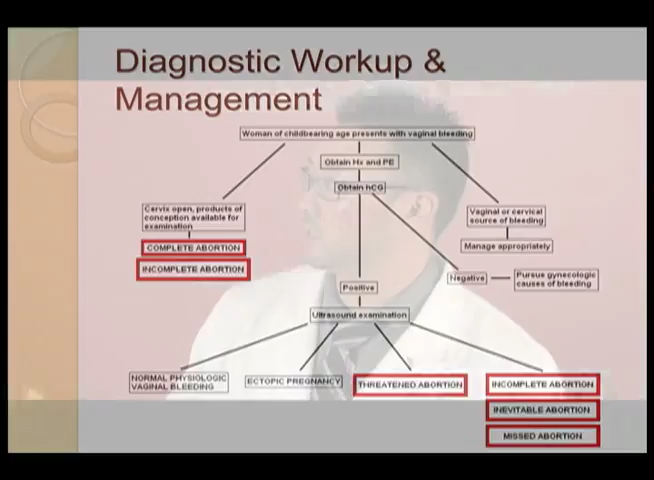 Diagnostic Workup &
Management
Woman of childbearing age presents with vaginal bleeding
Obtain Hx and PE
Obtain hCG
Cervix open, products of
conception available for
examination
COMPLETE ABORTION
INCOMPLETE ABORTION
Vaginal or cervical
source of bleeding
Manage appropriately
Negative
Pursue gynecologic
causes of bleeding
Positive
Ultrasound examination
NORMAL PHYSIOLOGIC
VAGINAL BLEEDING
ECTOPIC PREGNANCY
THREATENED ABORTION
INCOMPLETE ABORTION
INEVITABLE ABORTION
MISSED ABORTION